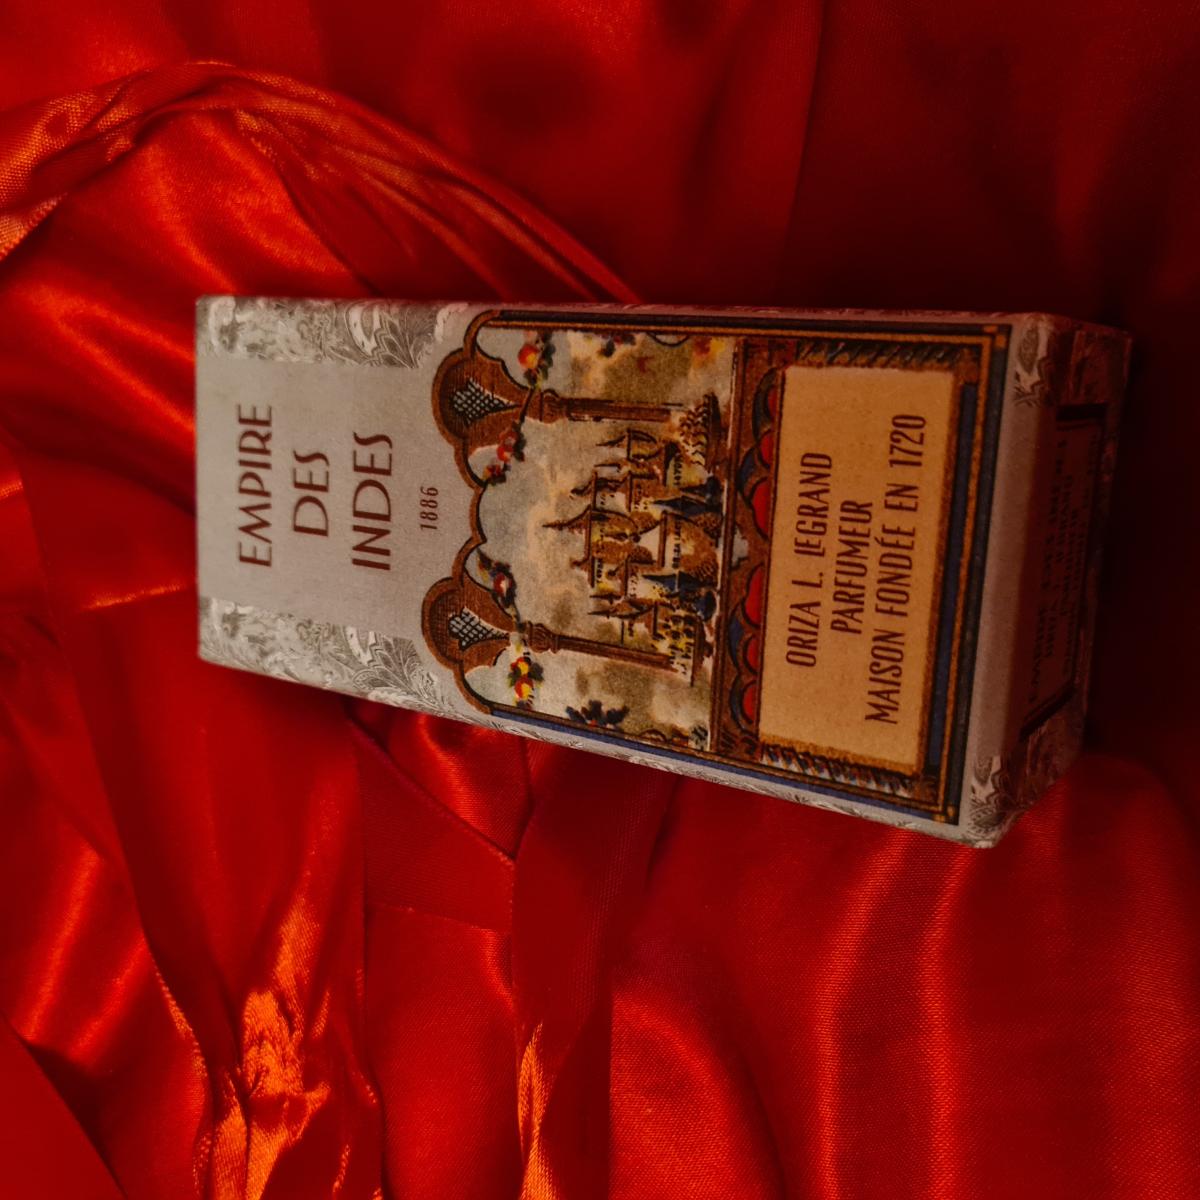 EMPIRE
DES
INDES
1886
ORIZA L. LEGRAND
PARFUMEUR
MAISON FONDÉE EN 1720